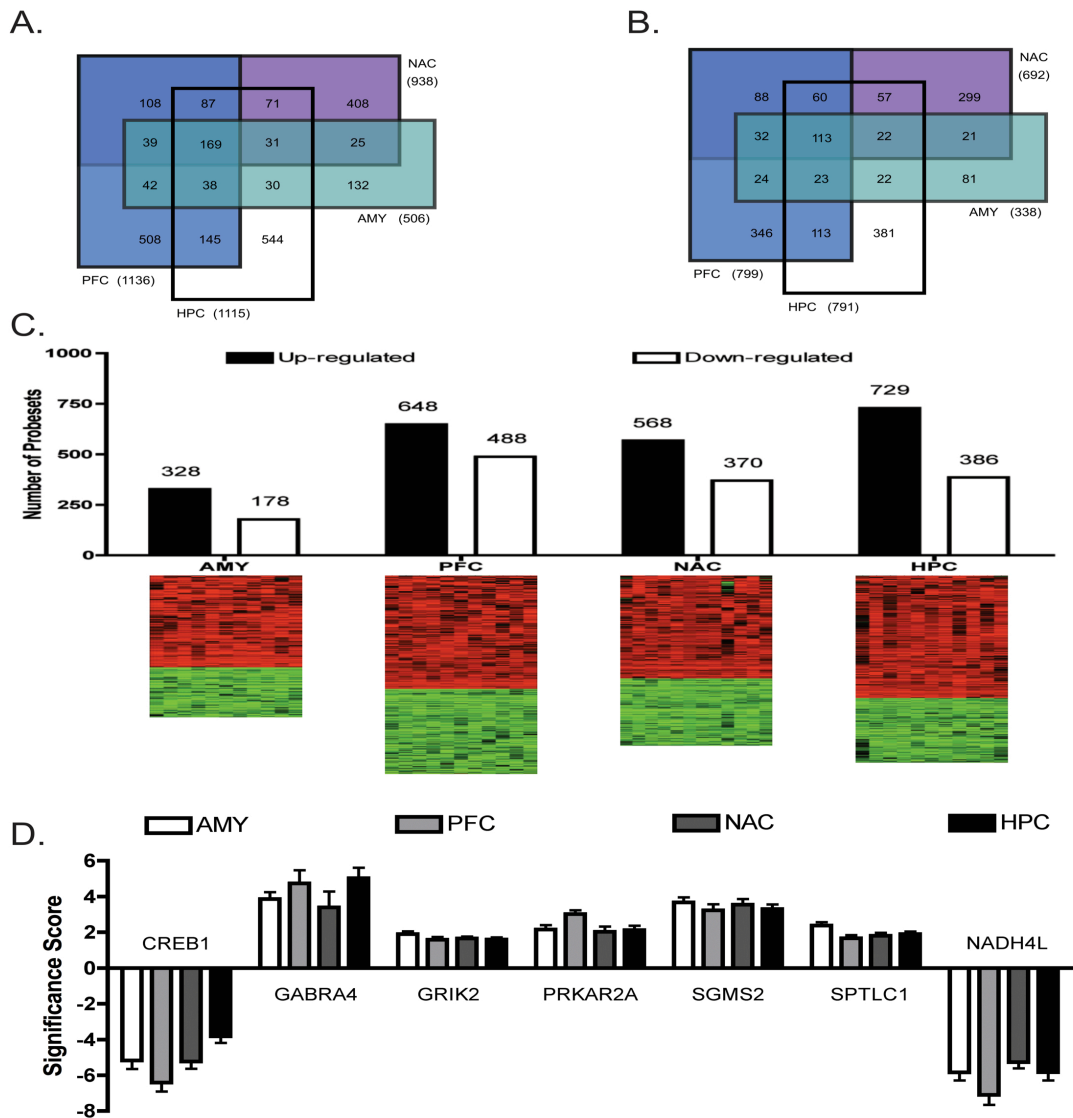 A.
NAC
(938)
108 87 71 408
39 169 31 25
42 38 30 132
AMY (506)
508 145 544
PFC (1136)
HPC (1115)
B.
NAC
(692)
88 60 57 299
32 113 22 21
24 23 22 81
AMY (338)
346 113 381
PFC (799)
HPC (791)
C.
Number of Probesets
1000
750
500
250
0
Up-regulated Down-regulated
328 178 648 488 568 370 729 386
AMY PFC NAC HPC
D.
AMY PFC NAC HPC
Significance Score
6
4
2
0
-2
-4
-6
-8
CREB1 GABRA4 GRIK2 PRKAR2A SGMS2 SPTLC1 NADH4L